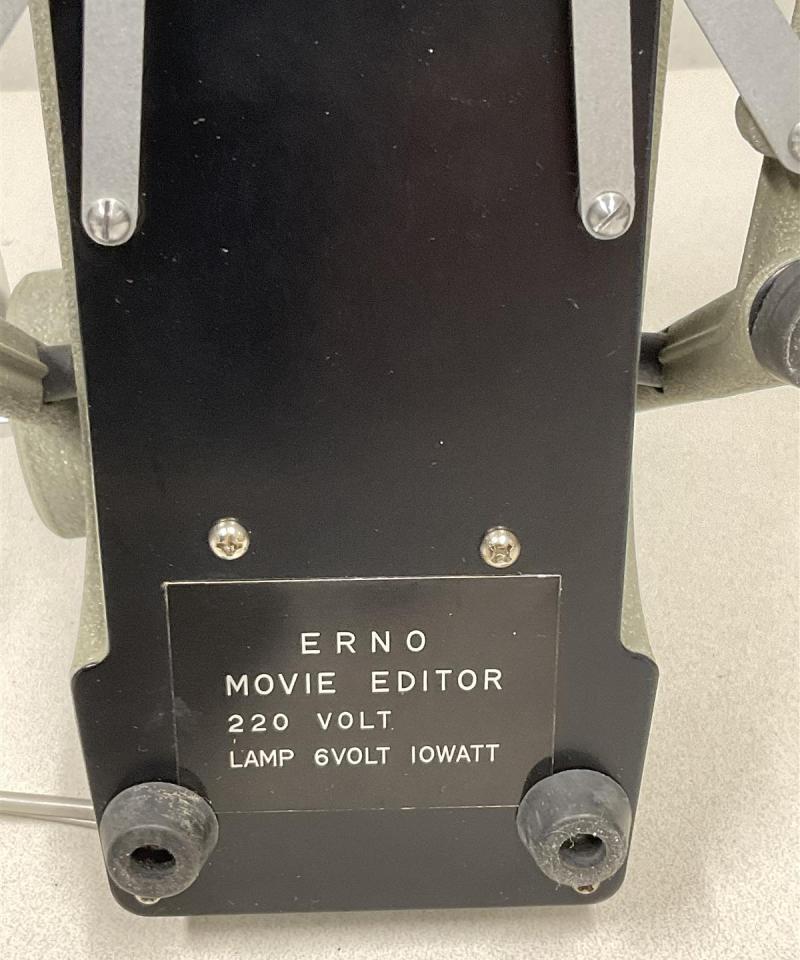 ERNO
MOVIE EDITOR
220 VOLT
LAMP 6VOLT 10WATT